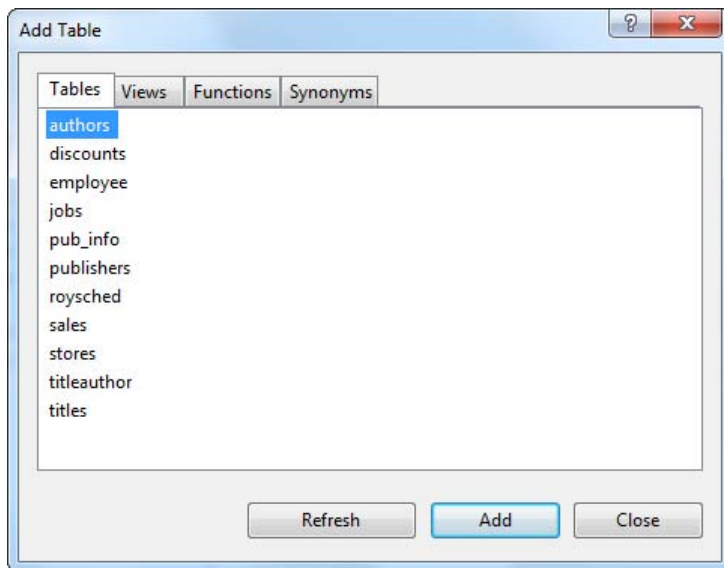 Add Table
Tables Views Functions Synonyms
authors
discounts
employee
jobs
pub_info
publishers
roysched
sales
stores
titleauthor
titles
Refresh Add Close